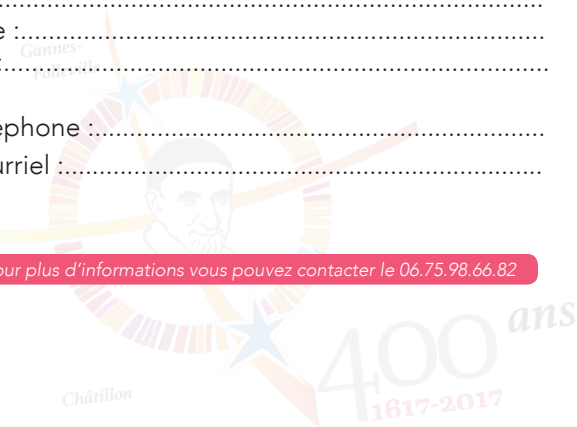 ................................................................................
e :...........................................................................
Gannes-
Folleville
:..............................................................................
éphone :................................................................
urriel :....................................................................
our plus d'informations vous pouvez contacter le 06.75.98.66.82
400 ans
1617-2017
Châtillon